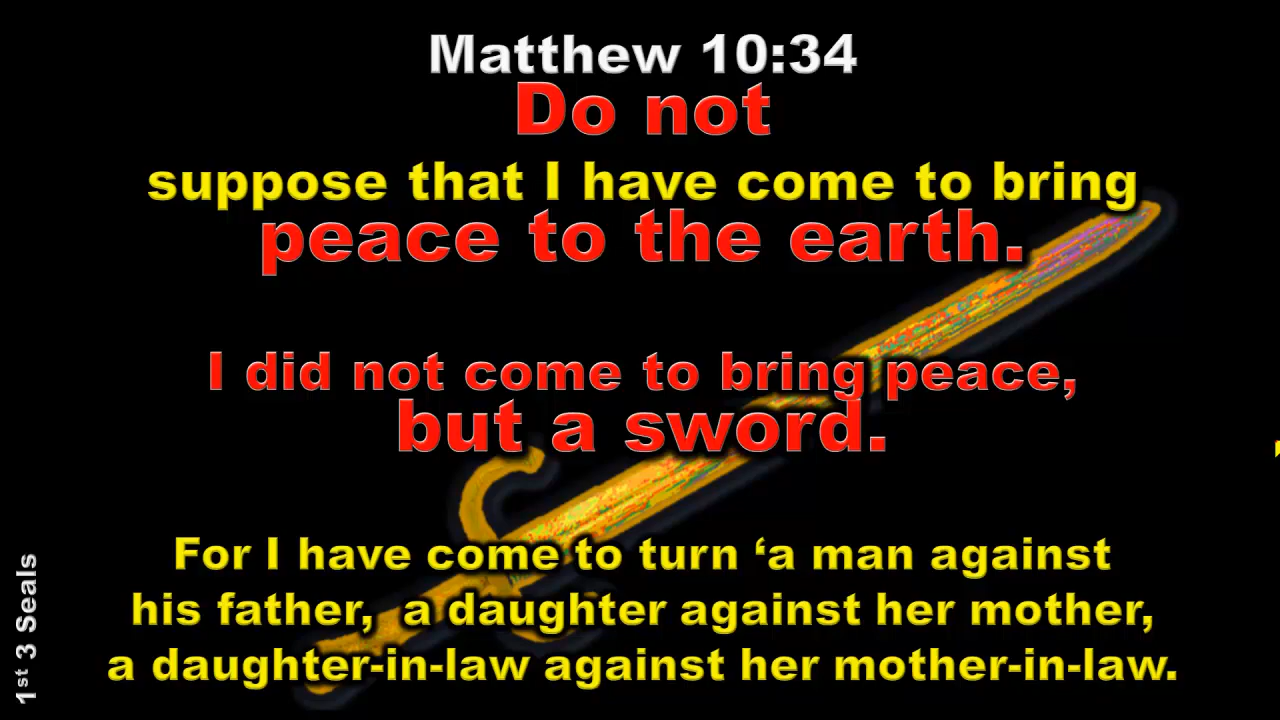 Matthew 10:34
Do not
suppose that I have come to bring
peace to the earth.
I did not come to bring peace,
but a sword.
For I have come to turn ‘a man against
his father, a daughter against her mother,
a daughter-in-law against her mother-in-law.
1st 3 Seals